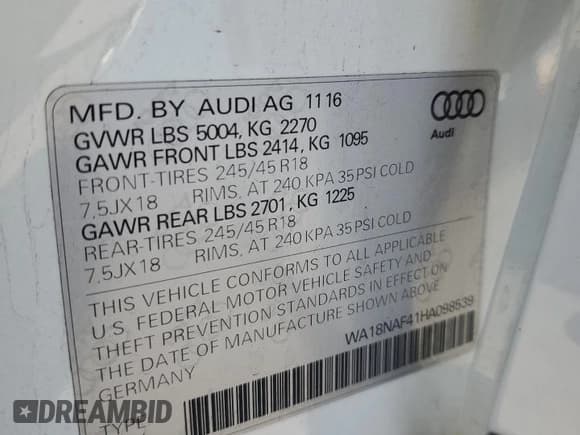 MFD. BY AUDI AG 11 16
GVWR LBS 5004, KG 2270
GAWR FRONT LBS 2414, KG 1095
FRONT-TIRES 245/45 R18
7,5JX18 RIMS, AT 240 KPA 35 PSI COLD
GAWR REAR LBS 2701, KG 1225
REAR-TIRES 245/45 R18
7,5JX18 RIMS, AT 240 KPA 35 PSI COLD
Audi
THIS VEHICLE CONFORMS TO ALL APPLICABLE
U.S. FEDERAL MOTOR VEHICLE SAFETY AND
THEFT PREVENTION STANDARDS IN EFFECT ON
THE DATE OF MANUFACTURE SHOWN ABOVE
GERMANY WA18NAF41HA098539
TYPE
DREAMBID